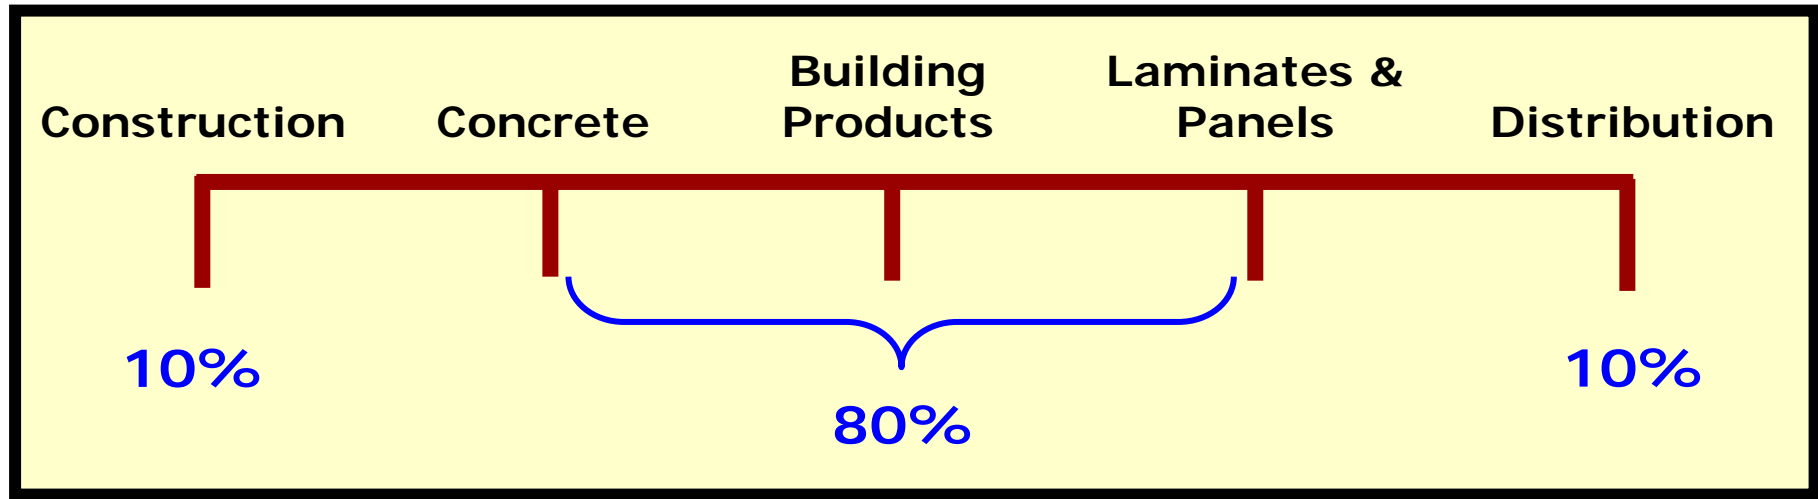 Construction
Concrete
Building
Products
Laminates &
Panels
Distribution
10%
80%
10%